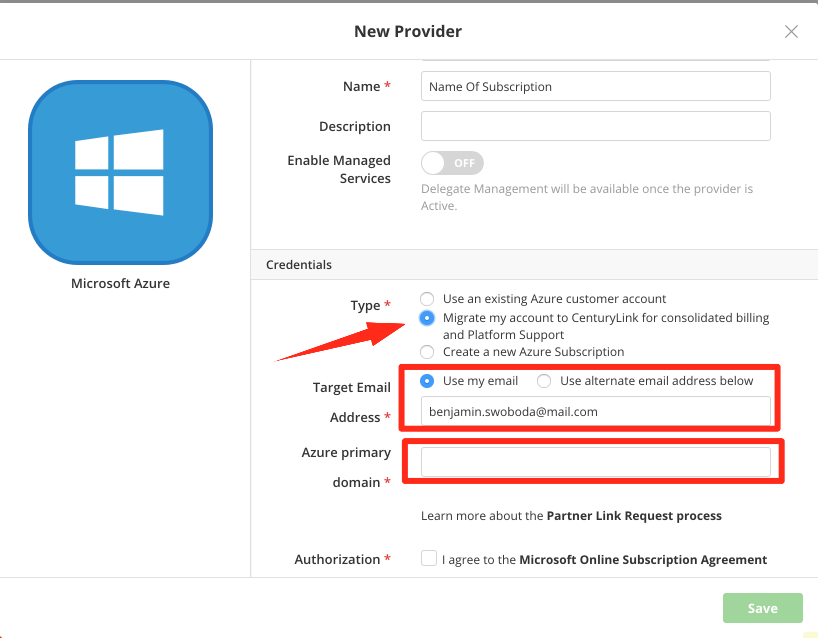 New Provider
Microsoft Azure
Name *
Name Of Subscription
Description
Enable Managed
Services
OFF
Delegate Management will be available once the provider is
Active.
Credentials
Type *
Use an existing Azure customer account
Migrate my account to CenturyLink for consolidated billing
and Platform Support
Create a new Azure Subscription
Target Email
Address *
Use my email
Use alternate email address below
benjamin.swoboda@mail.com
Azure primary
domain *
Learn more about the Partner Link Request process
Authorization *
I agree to the Microsoft Online Subscription Agreement
Save